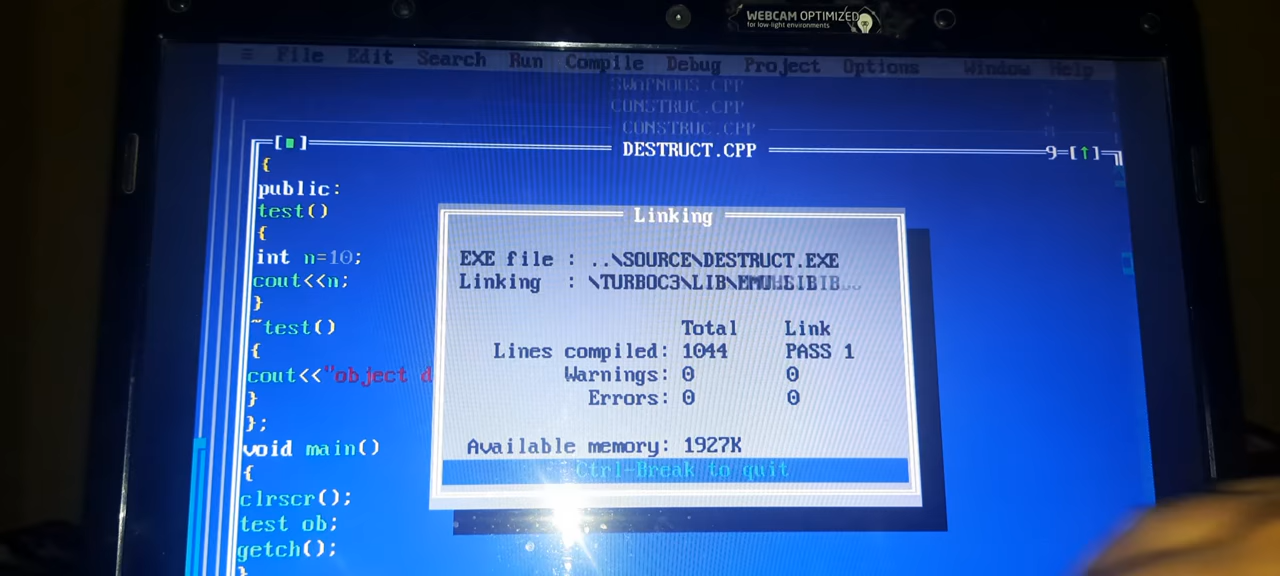 WEBCAM OPTIMIZED
for low light environments
≡ File Edit Search Run Compile Debug Project Options Window Help
CONSTRUC.CPP
CONSTRUC.CPP
[■] DESTRUCT.CPP 9=[↑]
{
public:
test()
{
int n=10;
cout<<n;
}
~test()
{
cout<<"object d
}
};
void main()
{
clrscr();
test ob;
getch();
}
Linking
EXE file : ..\SOURCE\DESTRUCT.EXE
Linking : \TURBOC3\LIB\
Total Link
Lines compiled: 1044 PASS 1
Warnings: 0 0
Errors: 0 0
Available memory: 1927K
Ctrl-Break to quit